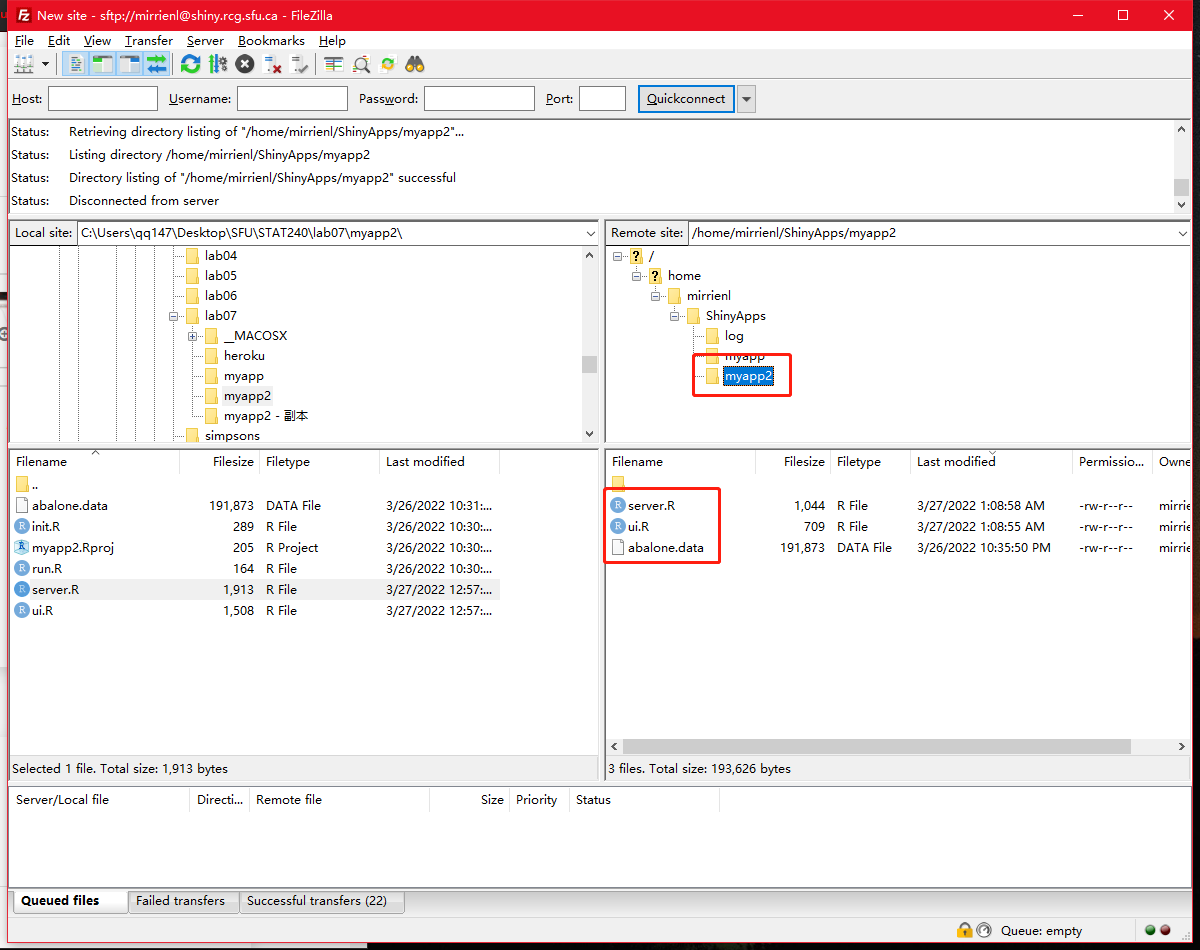 New site - sftp://mirrienl@shiny.rcg.sfu.ca - FileZilla
File Edit View Transfer Server Bookmarks Help
Host: Username: Password: Port: Quickconnect
Status: Retrieving directory listing of "/home/mirrienl/ShinyApps/myapp2"...
Status: Listing directory /home/mirrienl/ShinyApps/myapp2
Status: Directory listing of "/home/mirrienl/ShinyApps/myapp2" successful
Status: Disconnected from server
Local site: C:\Users\qq147\Desktop\SFU\STAT240\lab07\myapp2\
lab04
lab05
lab06
lab07
__MACOSX
heroku
myapp
myapp2
myapp2 - 副本
simpsons
Remote site: /home/mirrienl/ShinyApps/myapp2
/
home
mirrienl
ShinyApps
log
myapp
myapp2
Filename Filesize Filetype Last modified
..
abalone.data 191,873 DATA File 3/26/2022 10:31:...
init.R 289 R File 3/26/2022 10:30:...
myapp2.Rproj 205 R Project 3/26/2022 10:30:...
run.R 164 R File 3/26/2022 10:30:...
server.R 1,913 R File 3/27/2022 12:57:...
ui.R 1,508 R File 3/27/2022 12:57:...
Selected 1 file. Total size: 1,913 bytes
Filename Filesize Filetype Last modified Permissio... Owne
server.R 1,044 R File 3/27/2022 1:08:58 AM -rw-r--r-- mirrie
ui.R 709 R File 3/27/2022 1:08:55 AM -rw-r--r-- mirrie
abalone.data 191,873 DATA File 3/26/2022 10:35:50 PM -rw-r--r-- mirrie
3 files. Total size: 193,626 bytes
Server/Local file Directi... Remote file Size Priority Status
Queued files Failed transfers Successful transfers (22)
Queue: empty